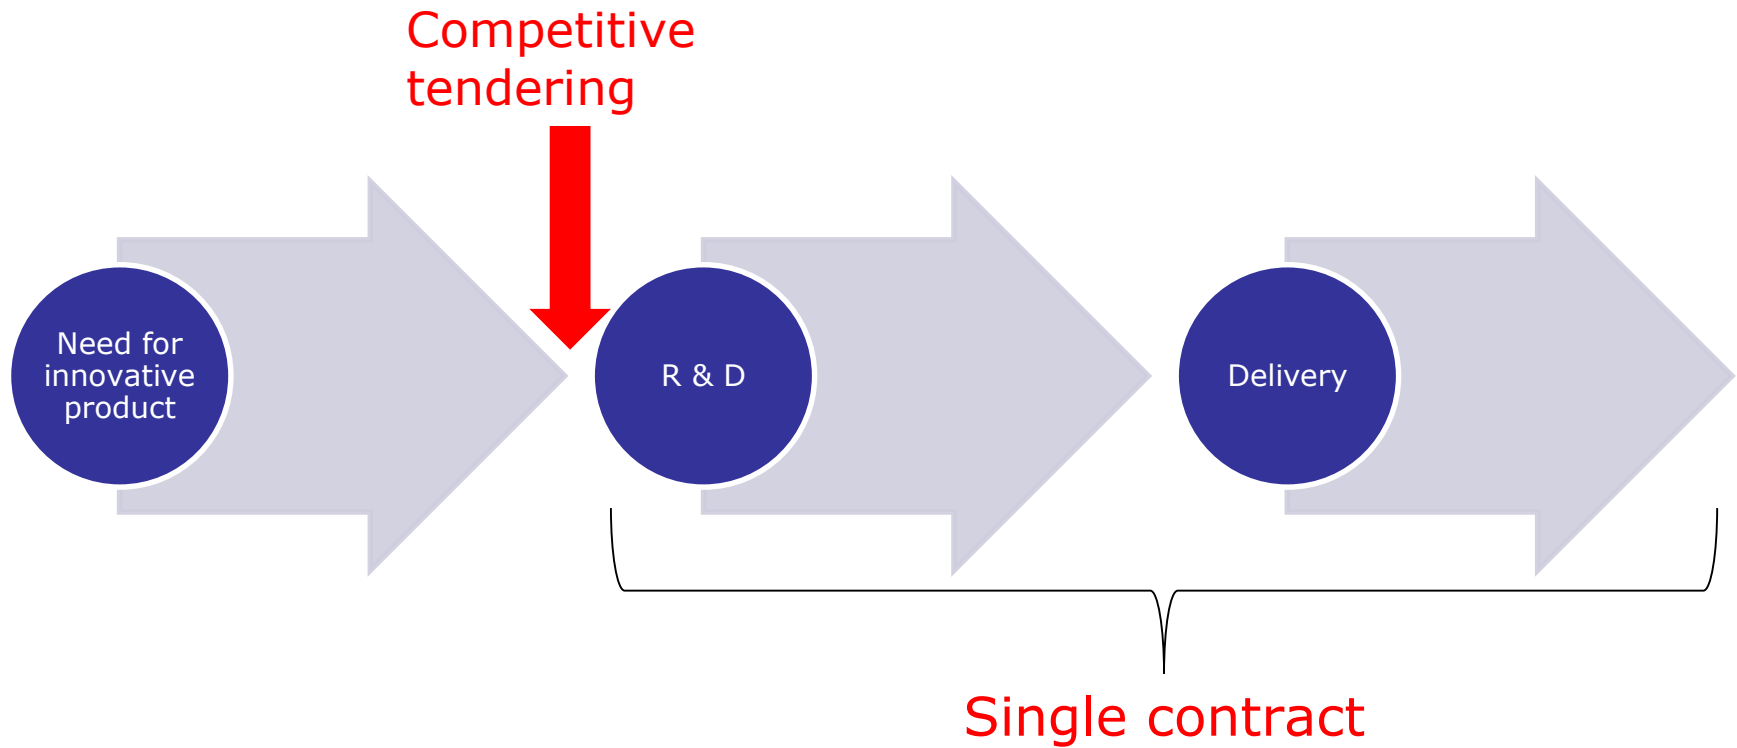 Competitive
tendering
Need for
innovative
product
R & D
Delivery
Single contract